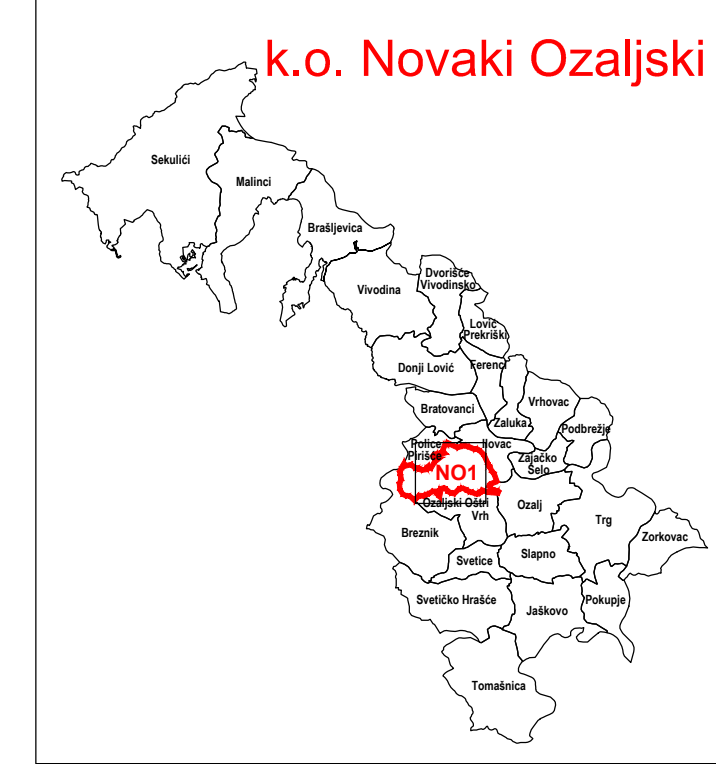 k.o. Novaki Ozaljski
Sekulići
Malinci
Brašljevica
Vivodina
Dvorišće
Vivodinsko
Lović
Prekriški
Donji Lović
Ferenci
Bratovanci
Vrhovac
Zaluka
Podbrežje
Police
Pirišće
Ilovac
Zajačko
Selo
NO1
Ozaljski Oštri
Vrh
Ozalj
Trg
Breznik
Zorkovac
Svetice
Slapno
Svetičko Hrašće
Jaškovo
Pokupje
Tomašnica